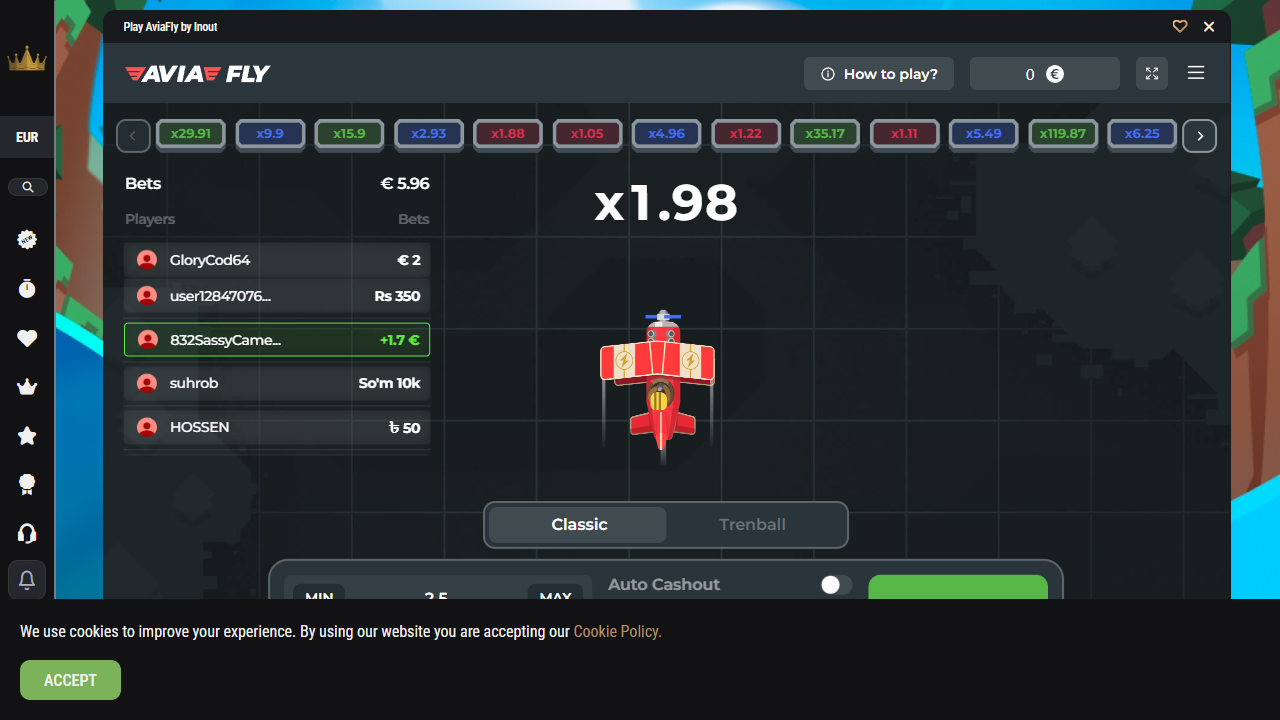 Play AviaFly by Inout
AVIA FLY
How to play?
0 €
EUR
x29.91 x9.9 x15.9 x2.93 x1.88 x1.05 x4.96 x1.22 x35.17 x1.11 x5.49 x119.87 x6.25
NEW
Bets € 5.96
x1.98
Players Bets
GloryCod64 € 2
user12847076... Rs 350
832SassyCame... +1.7 €
suhrob So'm 10k
HOSSEN ৳ 50
Classic Trenball
Auto Cashout
MIN 2.5 MAX
We use cookies to improve your experience. By using our website you are accepting our Cookie Policy.
ACCEPT